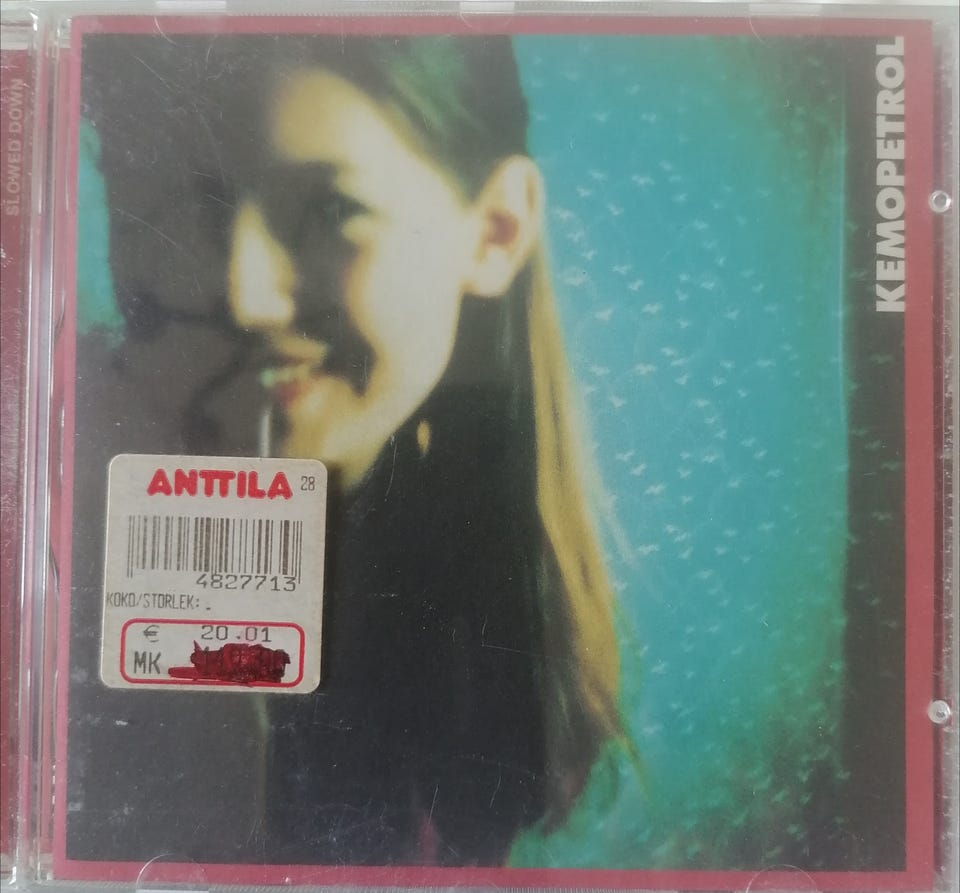 SLOWED DOWN
KEMOPETROL
ANTTILA 28
4827713
KOKO/STORLEK: .
€ 20.01
MK